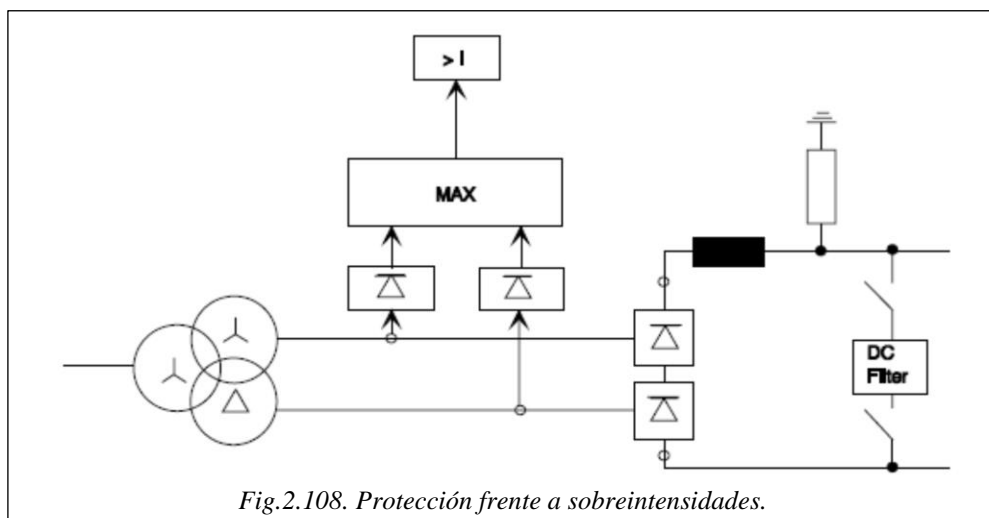 > I
MAX
DC
Filter
Fig.2.108. Protección frente a sobreintensidades.